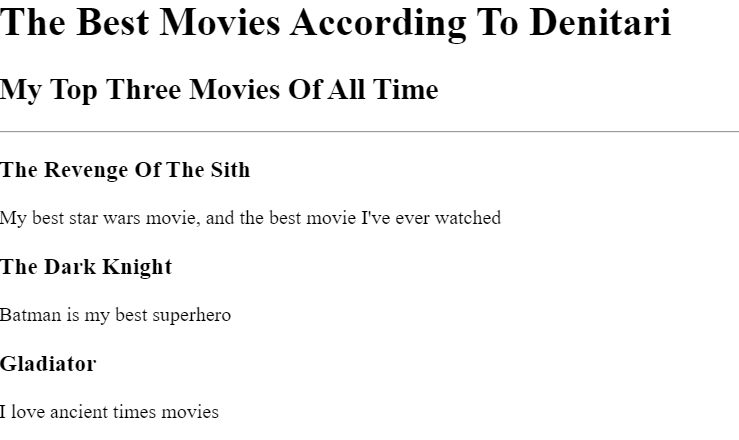 The Best Movies According To Denitari
My Top Three Movies Of All Time
The Revenge Of The Sith
My best star wars movie, and the best movie I've ever watched
The Dark Knight
Batman is my best superhero
Gladiator
I love ancient times movies